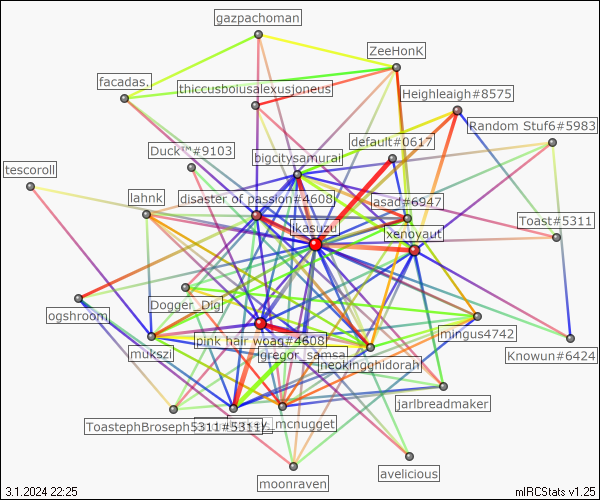 gazpachoman
ZeeHonK
facadas.
thiccusboiusalexusjoneus
Heighleaigh#8575
Random Stuf6#5983
default#0617
Duck™#9103
bigcitysamurai
tescoroll
lahnk
disaster of passion#4608
asad#6947
Toast#5311
ikasuzu
xenoyaut
Dogger_Dig
ogshroom
mingus4742
mukszi
pink hair woag#4608
gregor_samsa
neokingghidorah
Knowun#6424
jarlbreadmaker
ToastephBroseph5311#5311
mcnugget
avelicious
moonraven
3.1.2024 22:25
mIRCStats v1.25